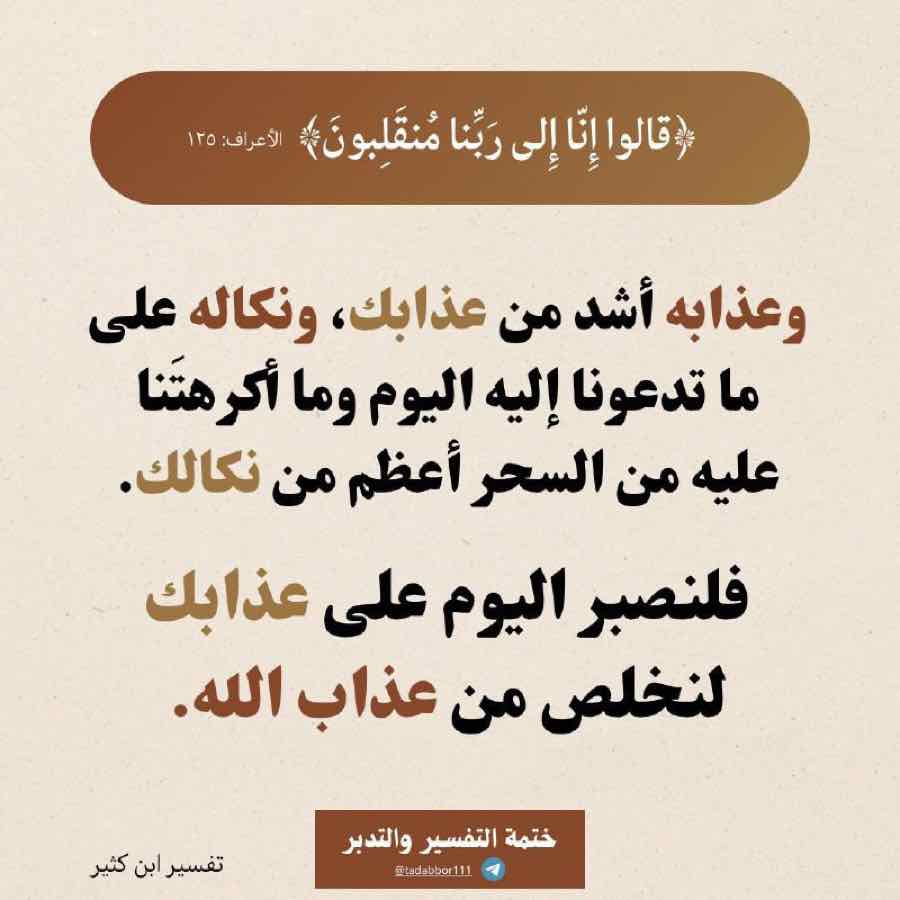 ﴿قالوا إِنّا إِلى رَبِّنا مُنقَلِبونَ﴾ الأعراف: ١٢٥
وعذابه أشد من عذابك، ونكاله على
ما تدعونا إليه اليوم وما أكرهتَنا
عليه من السحر أعظم من نكالك.
فلنصبر اليوم على عذابك
لنخلص من عذاب الله.
ختمة التفسير والتدبر
@tadabbor111
تفسير ابن كثير